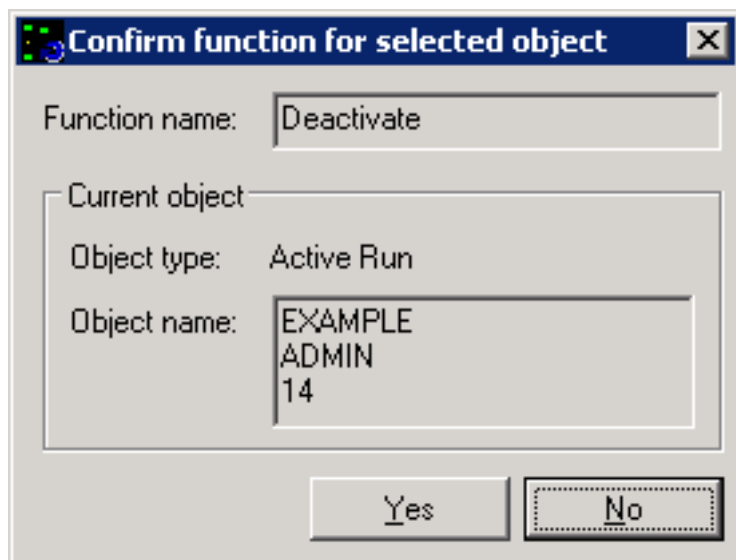 Confirm function for selected object
Function name: Deactivate
Current object
Object type: Active Run
Object name: EXAMPLE
ADMIN
14
Yes No